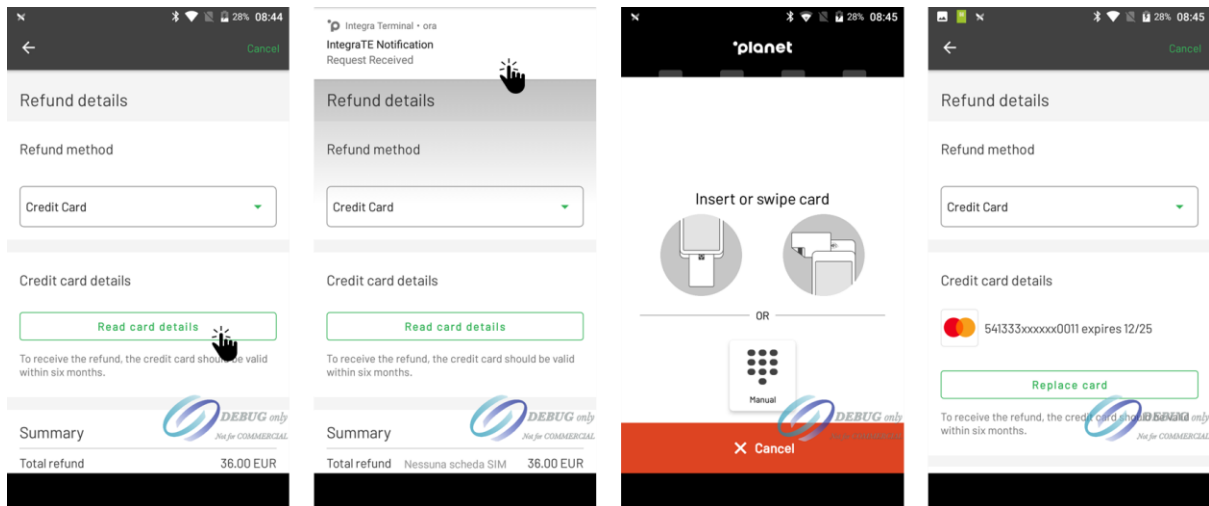 28% 08:44
Cancel
Refund details
Refund method
Credit Card
Credit card details
Read card details
To receive the refund, the credit card should be valid
within six months.
DEBUG only
Not for COMMERCIAL
Summary
Total refund 36.00 EUR
Integra Terminal • ora
IntegraTE Notification
Request Received
Refund details
Refund method
Credit Card
Credit card details
Read card details
To receive the refund, the credit card should be valid
within six months.
DEBUG only
Not for COMMERCIAL
Summary
Total refund Nessuna scheda SIM 36.00 EUR
28% 08:45
planet
Insert or swipe card
OR
Manual
DEBUG only
X Cancel
28% 08:45
Cancel
Refund details
Refund method
Credit Card
Credit card details
541333xxxxxx0011 expires 12/25
Replace card
To receive the refund, the credit card should be valid
DEBUG only
within six months.
Not for COMMERCIAL